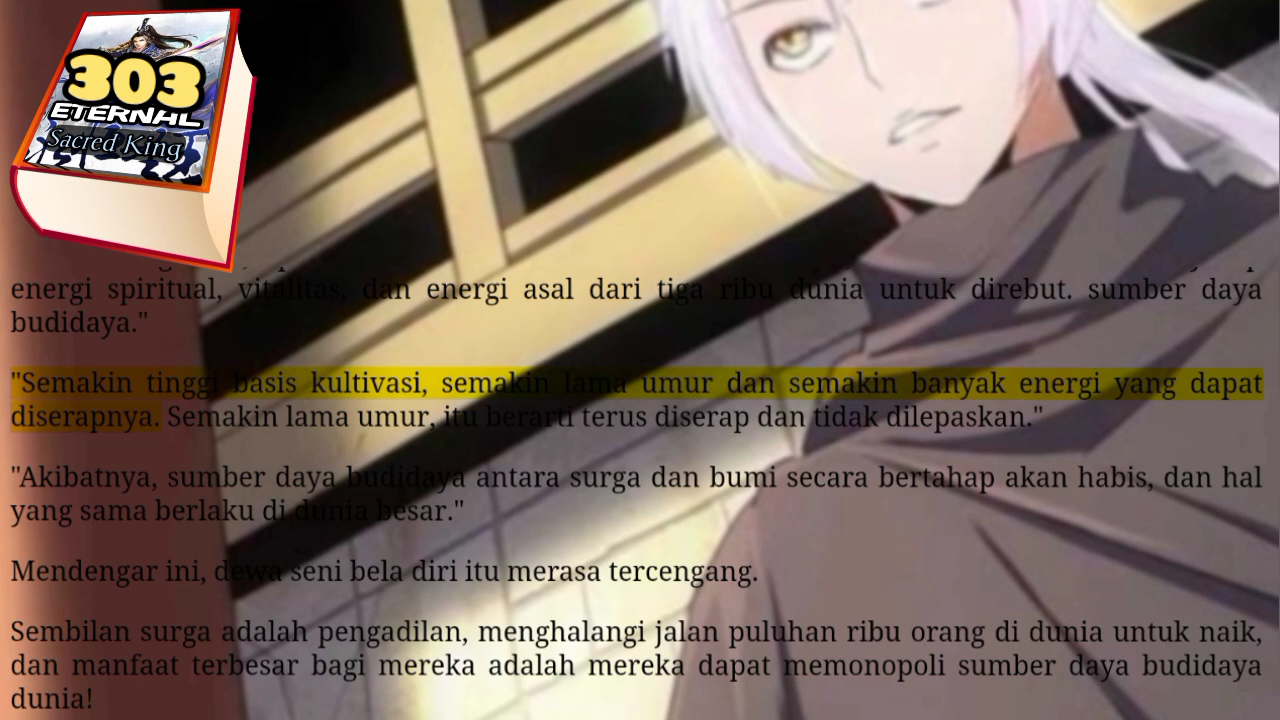 303
ETERNAL
Sacred King
energi spiritual, vitalitas, dan energi asal dari tiga ribu dunia untuk direbut. sumber daya
budidaya."
"Semakin tinggi basis kultivasi, semakin lama umur dan semakin banyak energi yang dapat
diserapnya. Semakin lama umur, itu berarti terus diserap dan tidak dilepaskan."
"Akibatnya, sumber daya budidaya antara surga dan bumi secara bertahap akan habis, dan hal
yang sama berlaku di dunia besar."
Mendengar ini, dewa seni bela diri itu merasa tercengang.
Sembilan surga adalah pengadilan, menghalangi jalan puluhan ribu orang di dunia untuk naik,
dan manfaat terbesar bagi mereka adalah mereka dapat memonopoli sumber daya budidaya
dunia!